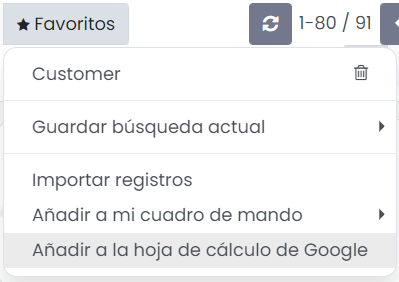 Favoritos
1-80 / 91
Customer
Guardar búsqueda actual
Importar registros
Añadir a mi cuadro de mando
Añadir a la hoja de cálculo de Google